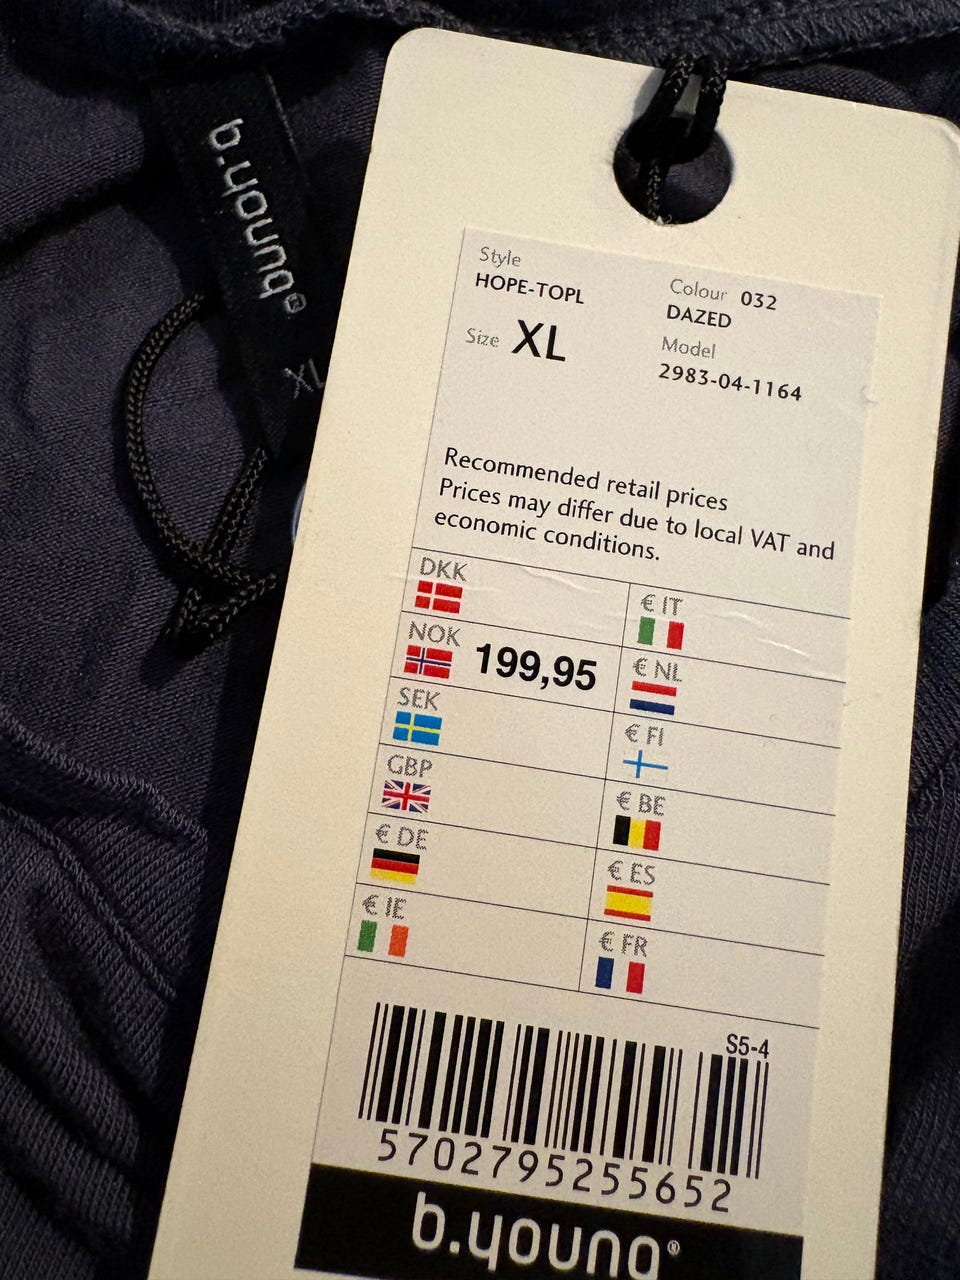 b.young®
XL
Style
HOPE-TOPL
Colour 032
DAZED
Size XL
Model
2983-04-1164
Recommended retail prices
Prices may differ due to local VAT and
economic conditions.
DKK
€ IT
NOK 199,95
€ NL
SEK
€ FI
GBP
€ BE
€ DE
€ ES
€ IE
€ FR
S5-4
5702795255652
b.young®